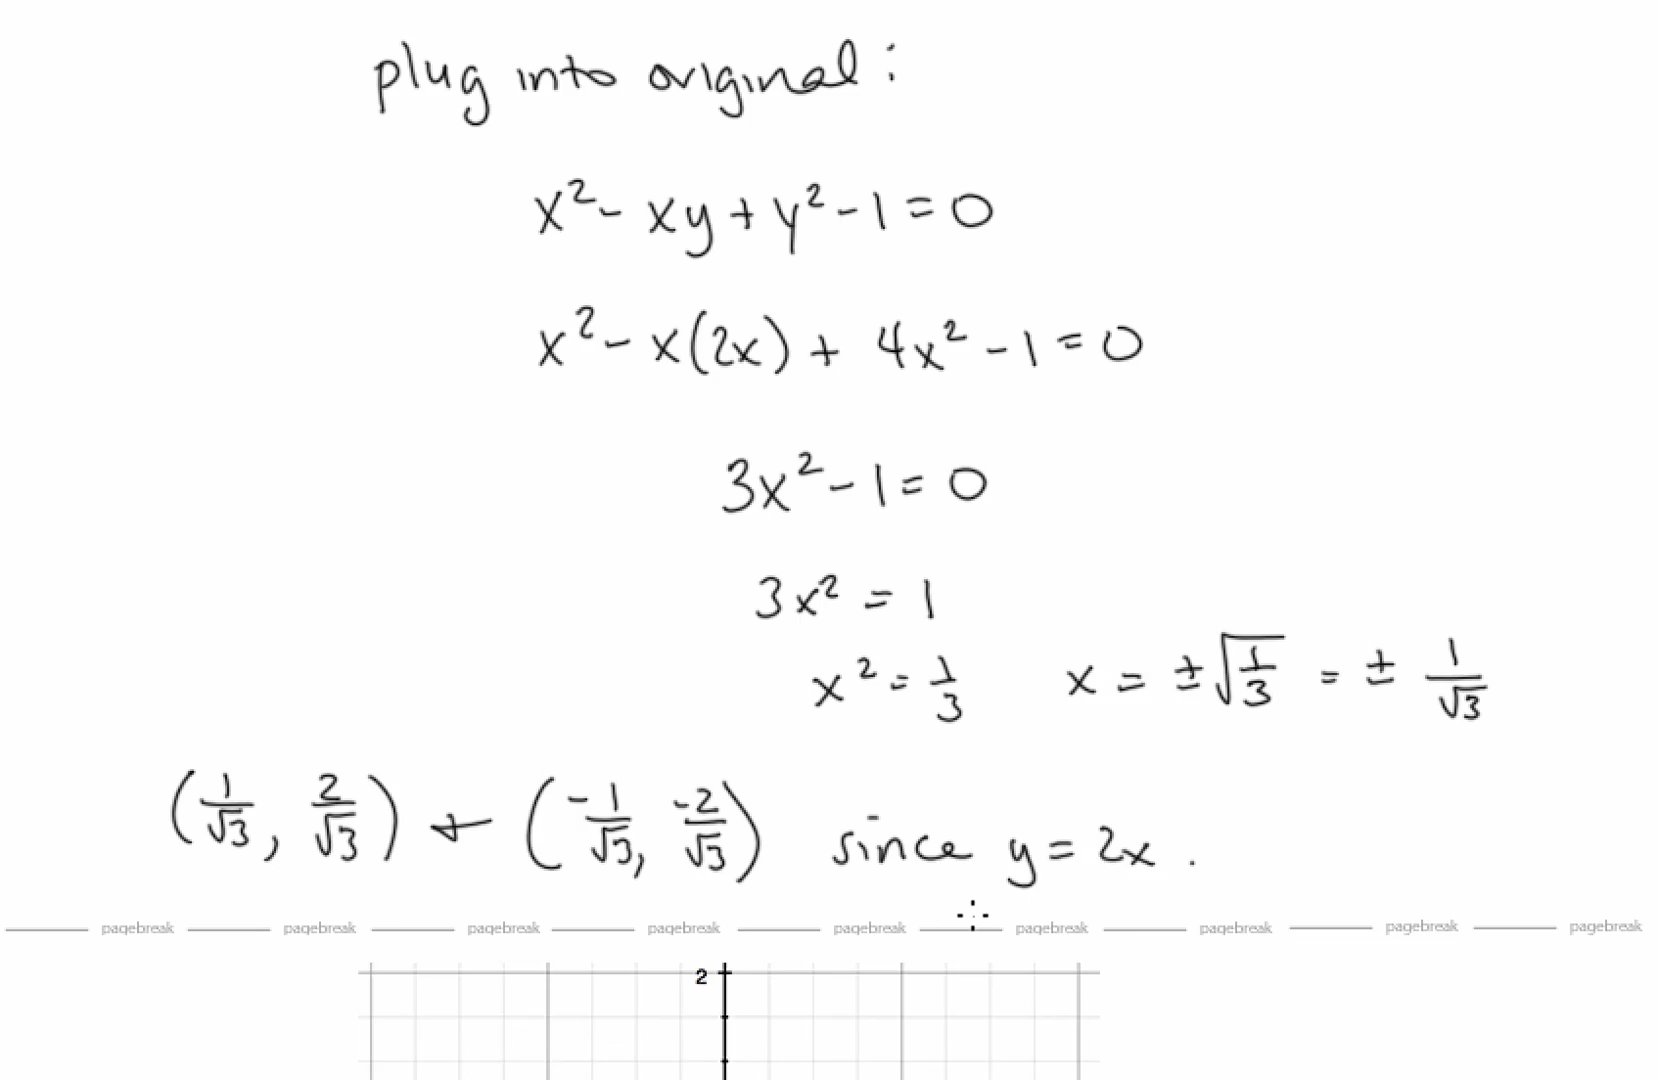 plug into original:
x² - xy + y² - 1 = 0
x² - x(2x) + 4x² - 1 = 0
3x² - 1 = 0
3x² = 1
x² = 1/3 x = ±√(1/3) = ± 1/√3
(1/√3, 2/√3) + (-1/√3, -2/√3) since y = 2x.
pagebreak pagebreak pagebreak pagebreak pagebreak pagebreak pagebreak pagebreak pagebreak
2